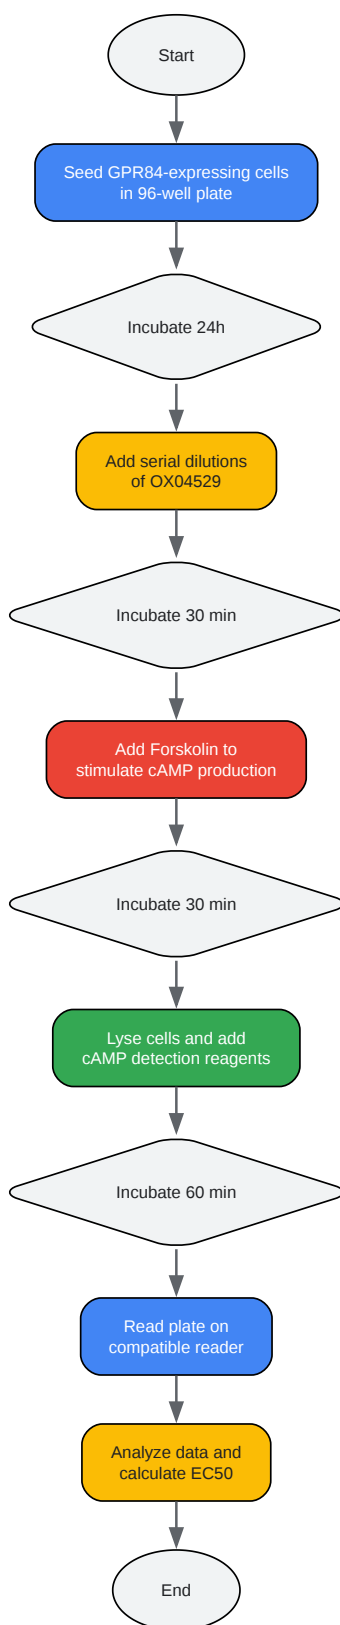 Start
Seed GPR84-expressing cells
in 96-well plate
Incubate 24h
Add serial dilutions
of OX04529
Incubate 30 min
Add Forskolin to
stimulate cAMP production
Incubate 30 min
Lyse cells and add
cAMP detection reagents
Incubate 60 min
Read plate on
compatible reader
Analyze data and
calculate EC50
End